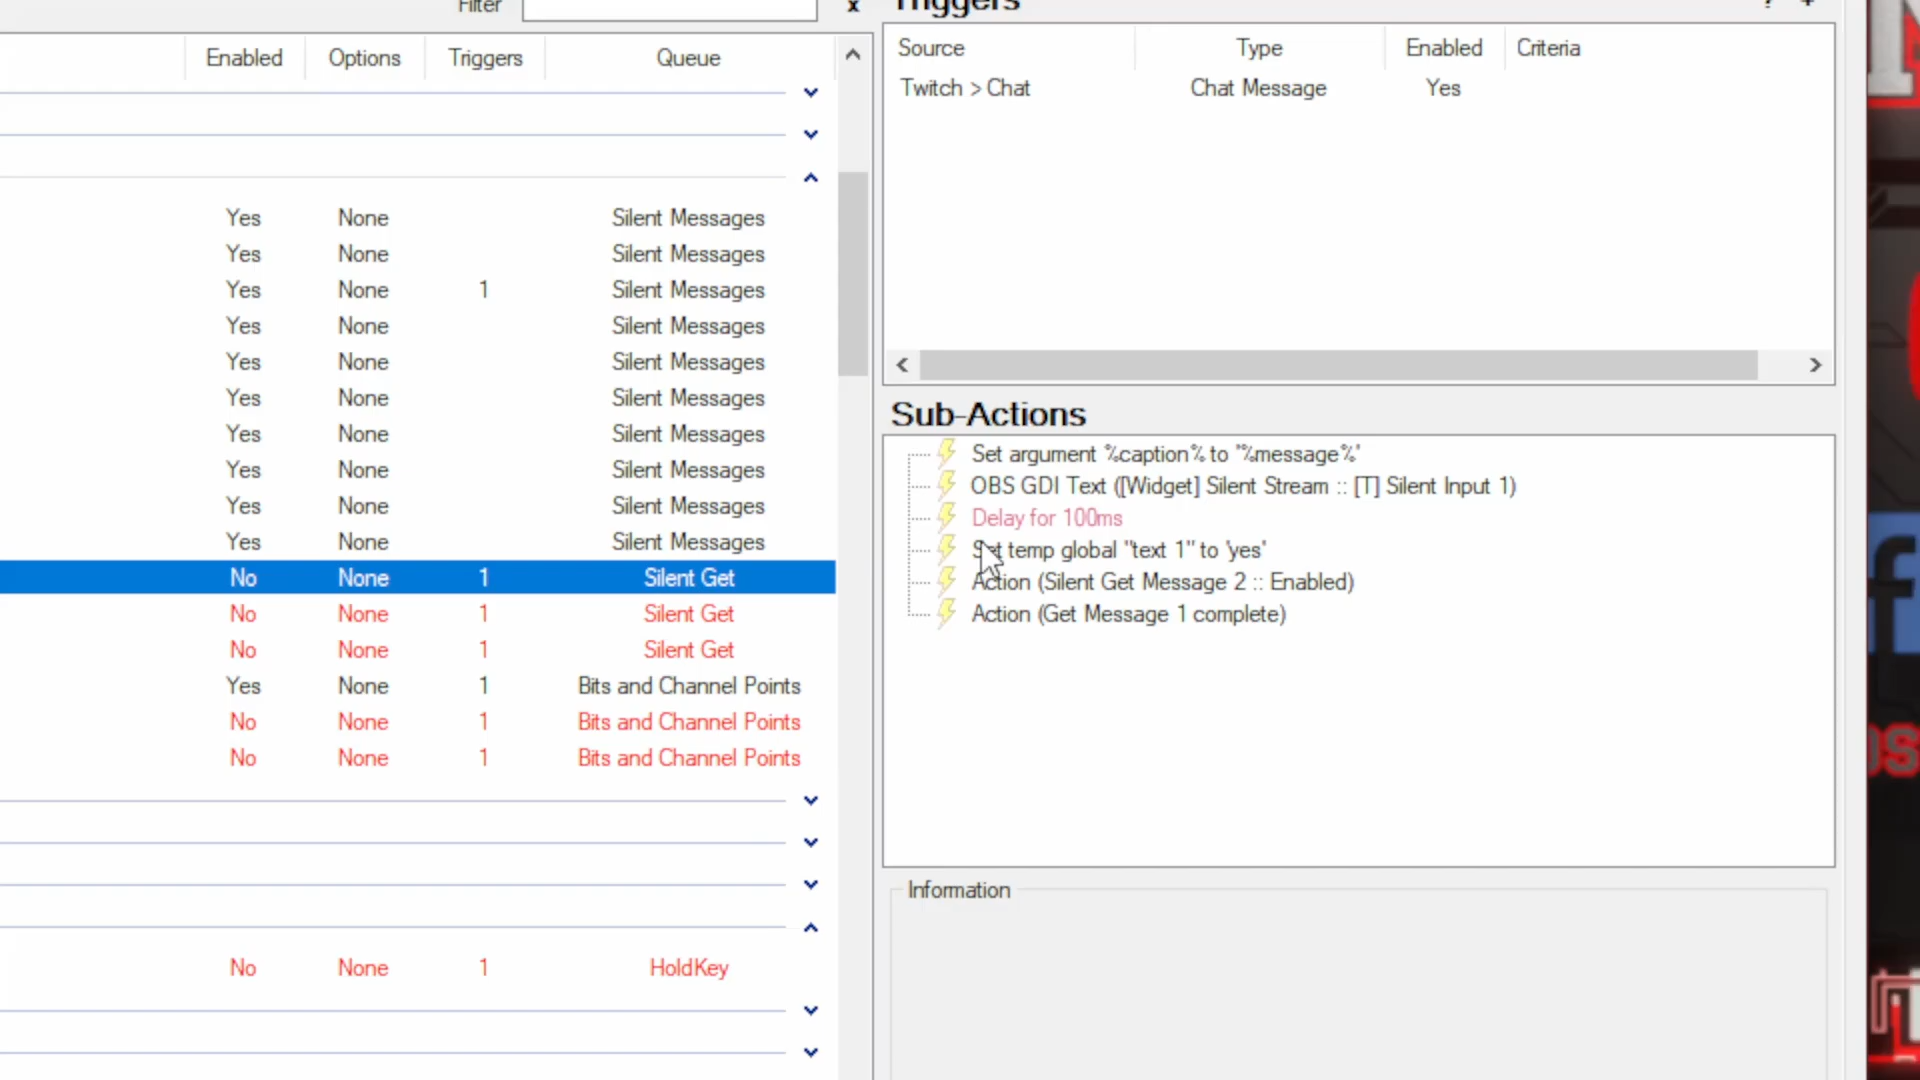 Filter
x
Enabled Options Triggers Queue
Yes None Silent Messages
Yes None Silent Messages
Yes None 1 Silent Messages
Yes None Silent Messages
Yes None Silent Messages
Yes None Silent Messages
Yes None Silent Messages
Yes None Silent Messages
Yes None Silent Messages
Yes None Silent Messages
No None 1 Silent Get
No None 1 Silent Get
No None 1 Silent Get
Yes None 1 Bits and Channel Points
No None 1 Bits and Channel Points
No None 1 Bits and Channel Points
No None 1 HoldKey
Triggers
? +
Source Type Enabled Criteria
Twitch > Chat Chat Message Yes
Sub-Actions
Set argument %caption% to "%message%'
OBS GDI Text ([Widget] Silent Stream :: [T] Silent Input 1)
Delay for 100ms
Set temp global "text 1" to 'yes'
Action (Silent Get Message 2 :: Enabled)
Action (Get Message 1 complete)
Information